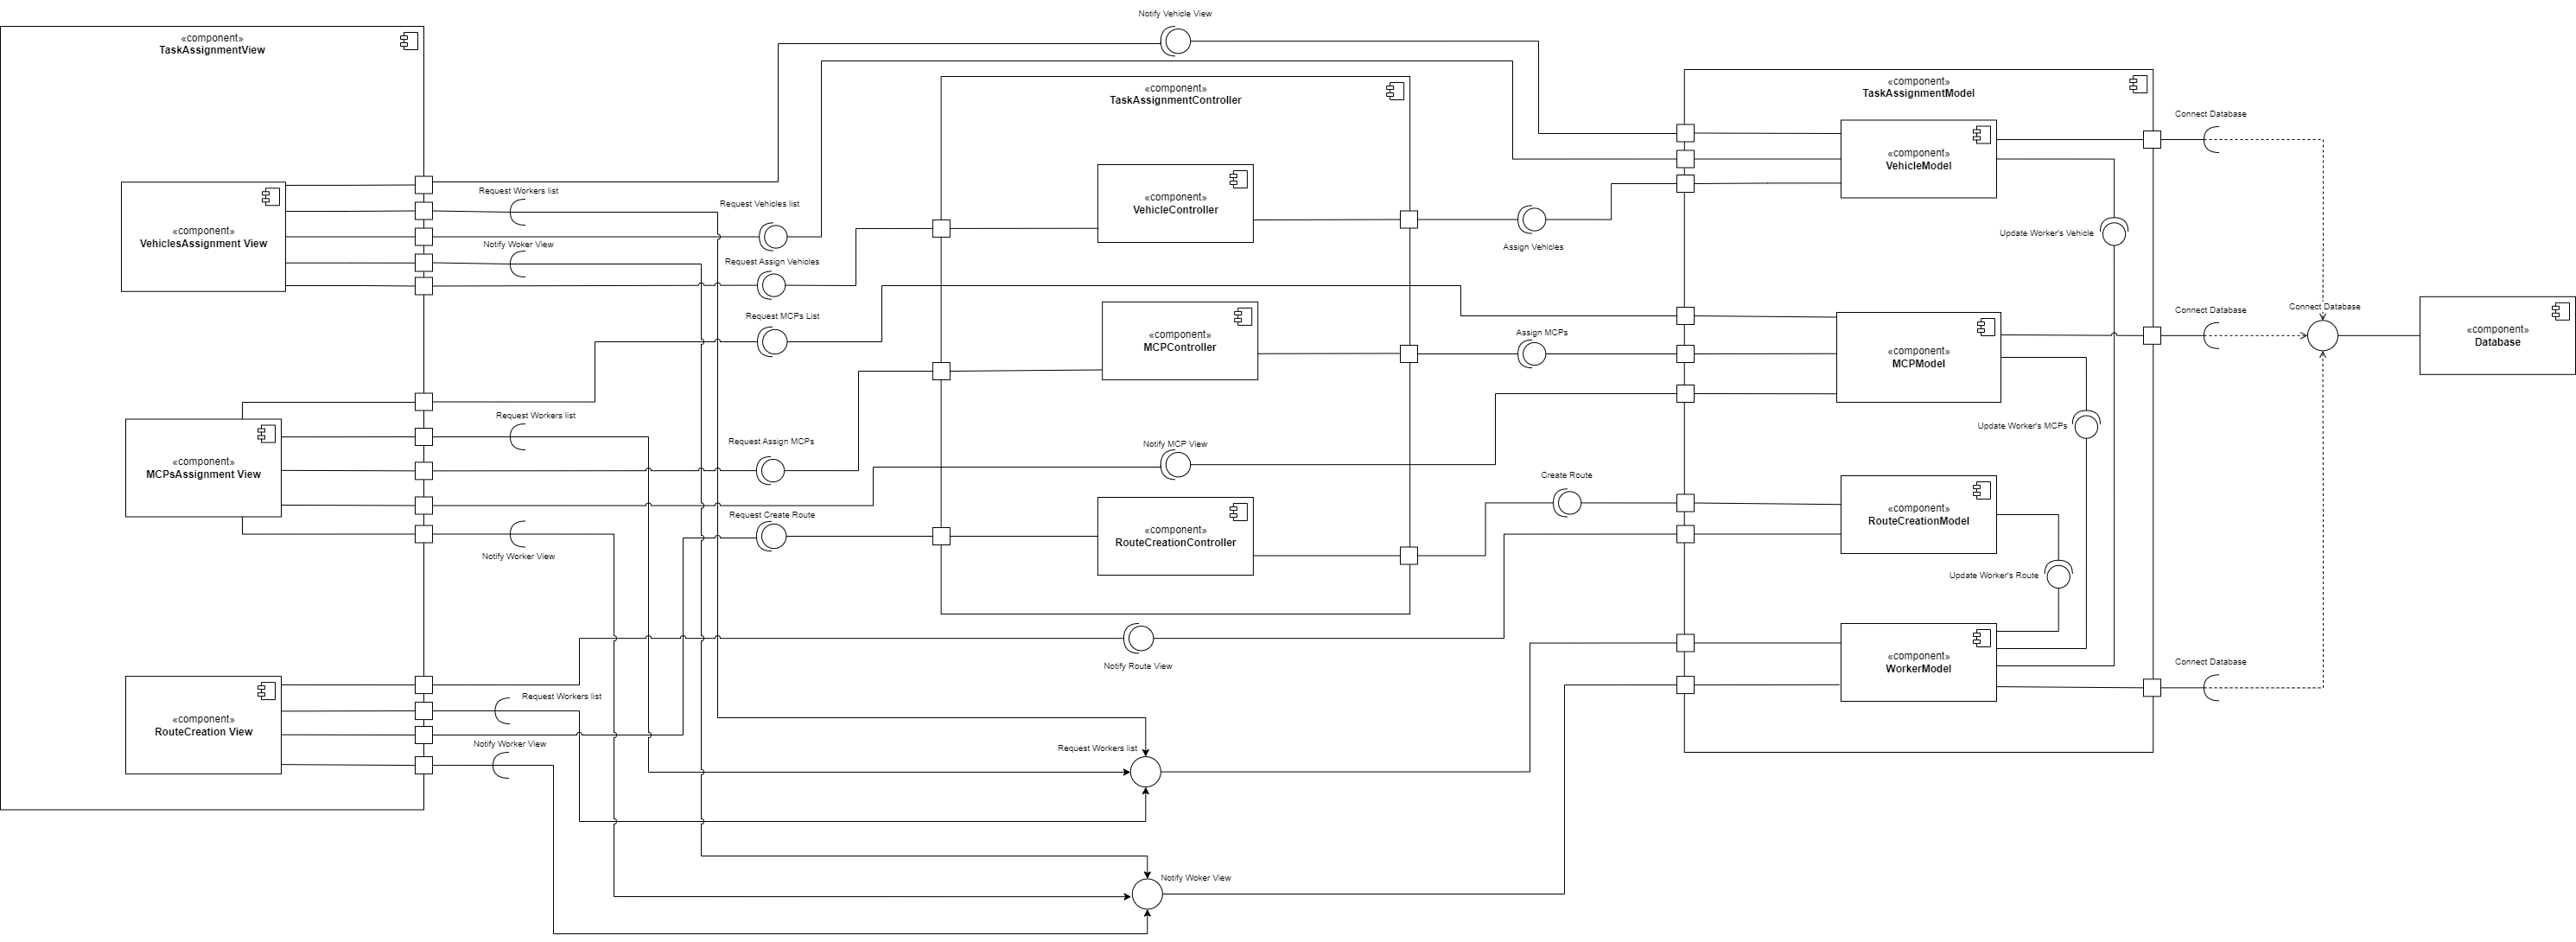 Notify Vehicle View
«component»
TaskAssignmentView
«component»
TaskAssignmentController
«component»
TaskAssignmentModel
Connect Database
«component»
VehicleModel
Request Workers list
Request Vehicles list
«component»
VehicleController
«component»
VehiclesAssignment View
Notify Woker View
Assign Vehicles
Update Worker's Vehicle
Request Assign Vehicles
Request MCPs List
Connect Database
Connect Database
Assign MCPs
«component»
MCPController
«component»
MCPModel
«component»
Database
Request Workers list
Request Assign MCPs
Notify MCP View
Update Worker's MCPs
«component»
MCPsAssignment View
Create Route
Request Create Route
«component»
RouteCreationController
«component»
RouteCreationModel
Notify Worker View
Update Worker's Route
Notify Route View
«component»
WorkerModel
Connect Database
Request Workers list
«component»
RouteCreation View
Notify Worker View
Request Workers list
Notify Woker View